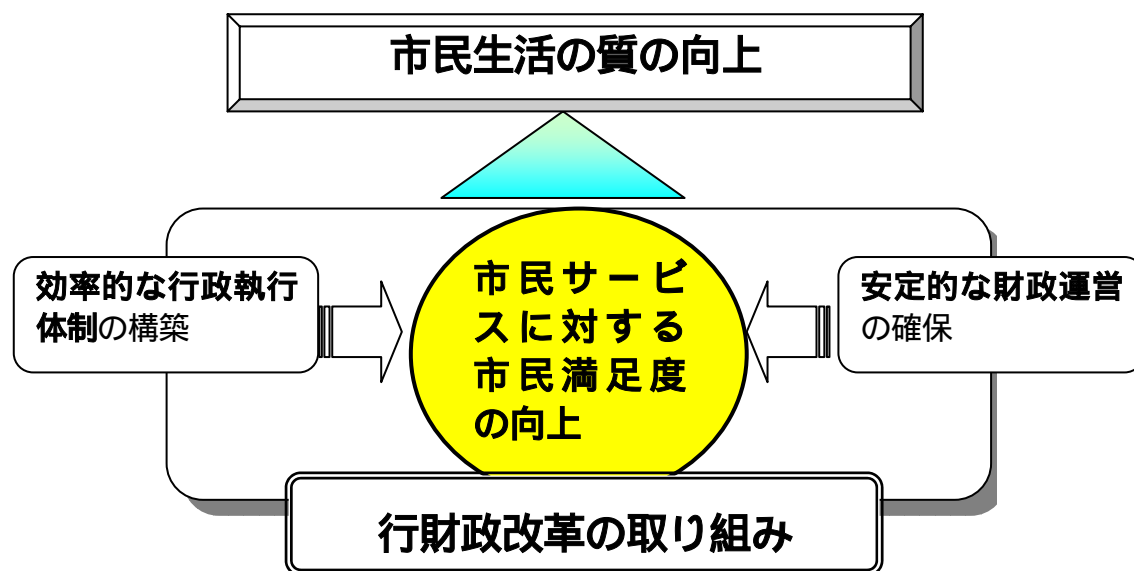 市民生活の質の向上
効率的な行政執行
体制の構築
市民サービ
スに対する
市民満足度
の向上
安定的な財政運営
の確保
行財政改革の取り組み